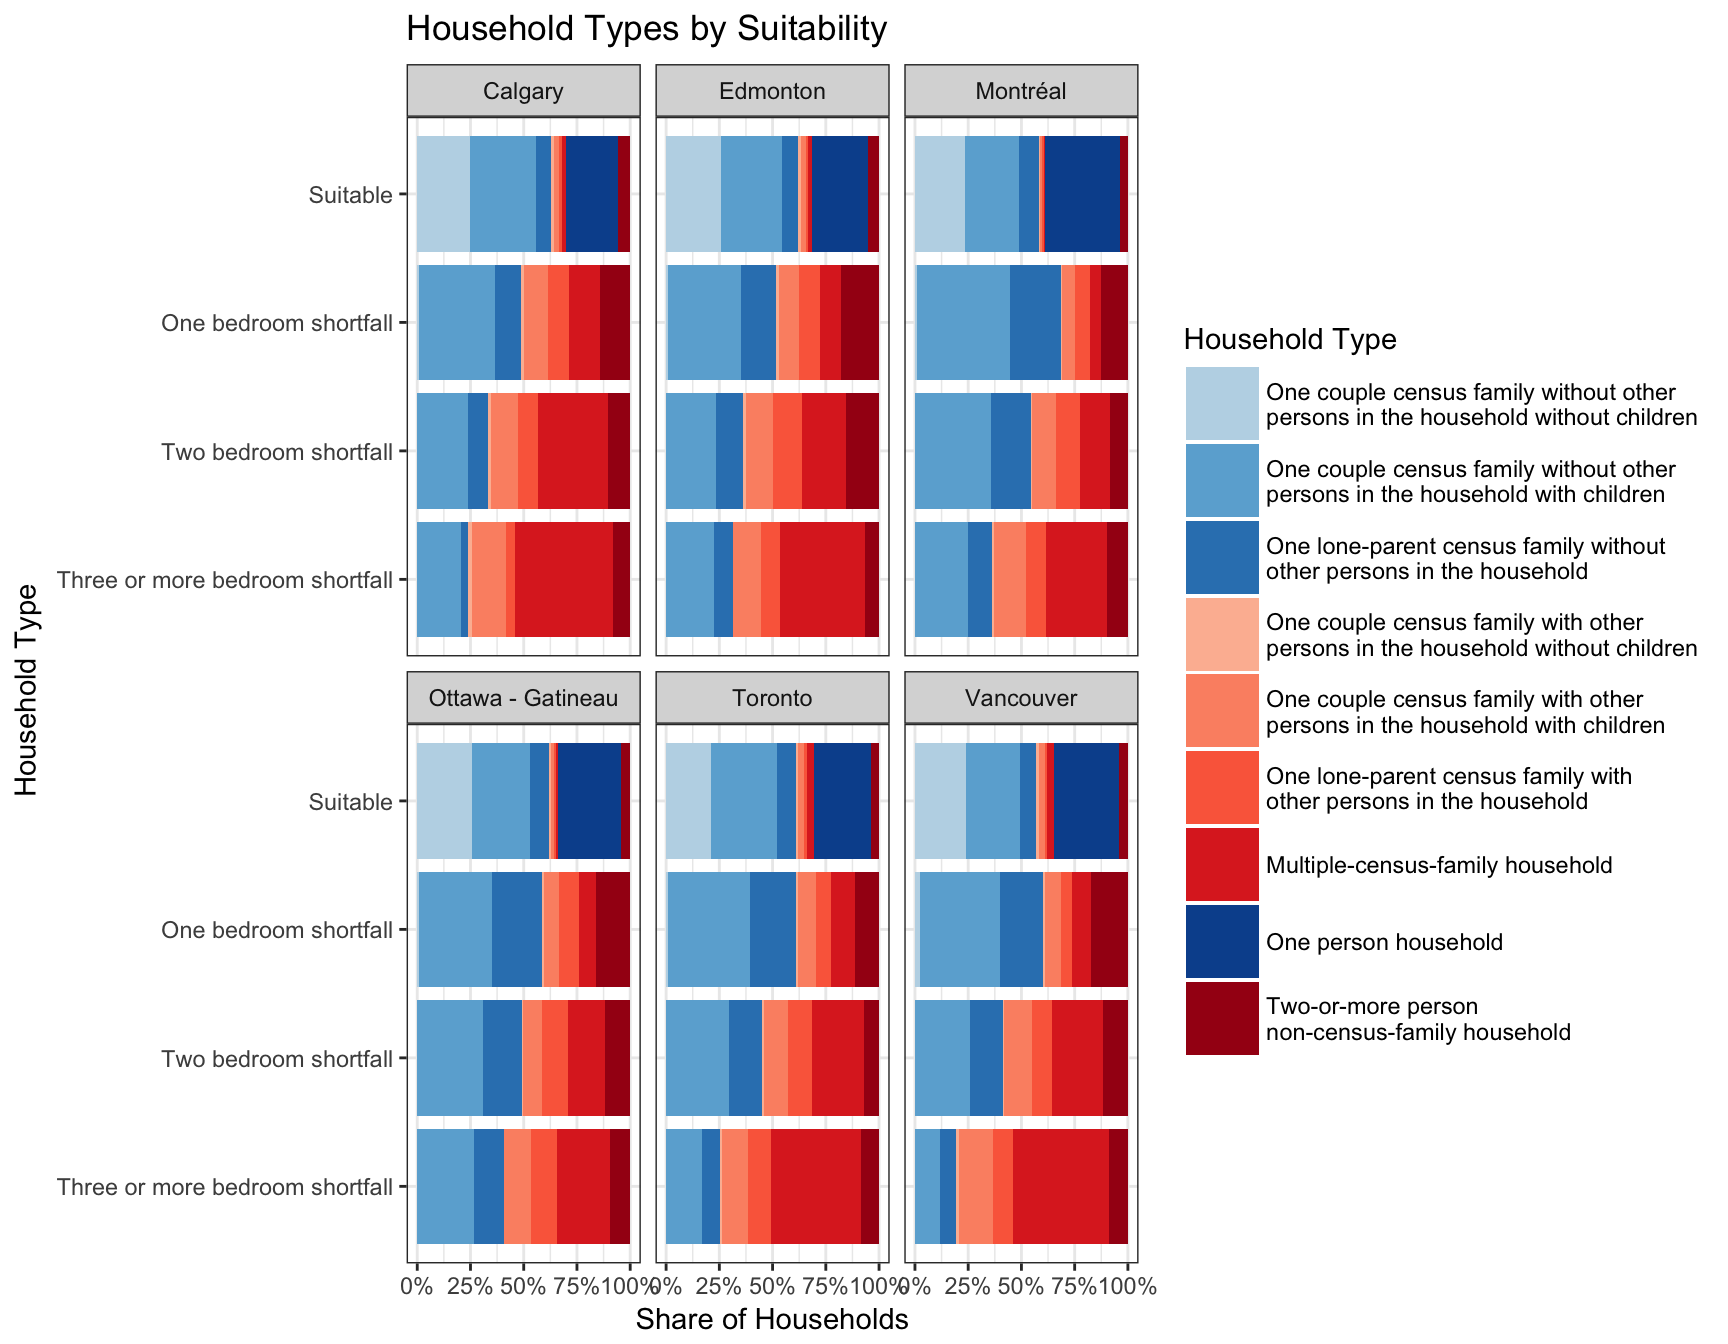 Household Types by Suitability
Calgary
Edmonton
Montréal
Suitable
One bedroom shortfall
Two bedroom shortfall
Three or more bedroom shortfall
Ottawa - Gatineau
Toronto
Vancouver
Suitable
One bedroom shortfall
Two bedroom shortfall
Three or more bedroom shortfall
0% 25% 50% 75% 100%
0% 25% 50% 75% 100%
0% 25% 50% 75% 100%
Share of Households
Household Type
Household Type
One couple census family without other
persons in the household without children
One couple census family without other
persons in the household with children
One lone-parent census family without
other persons in the household
One couple census family with other
persons in the household without children
One couple census family with other
persons in the household with children
One lone-parent census family with
other persons in the household
Multiple-census-family household
One person household
Two-or-more person
non-census-family household